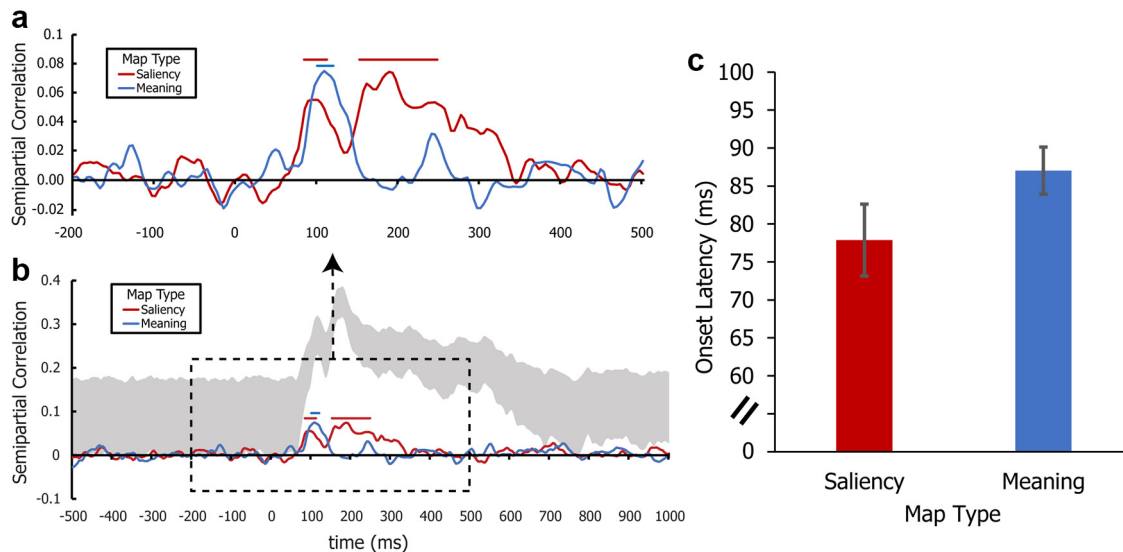 a
Semipartial Correlation
0.1
0.08
0.06
0.04
0.02
0.00
-0.02
Map Type
Saliency
Meaning
-200 -100 0 100 200 300 400 500
b
Semipartial Correlation
0.4
0.3
0.2
0.1
0
-0.1
Map Type
Saliency
Meaning
-500 -400 -300 -200 -100 0 100 200 300 400 500 600 700 800 900 1000
time (ms)
c
Onset Latency (ms)
100
95
90
85
80
75
70
65
60
0
Saliency Meaning
Map Type